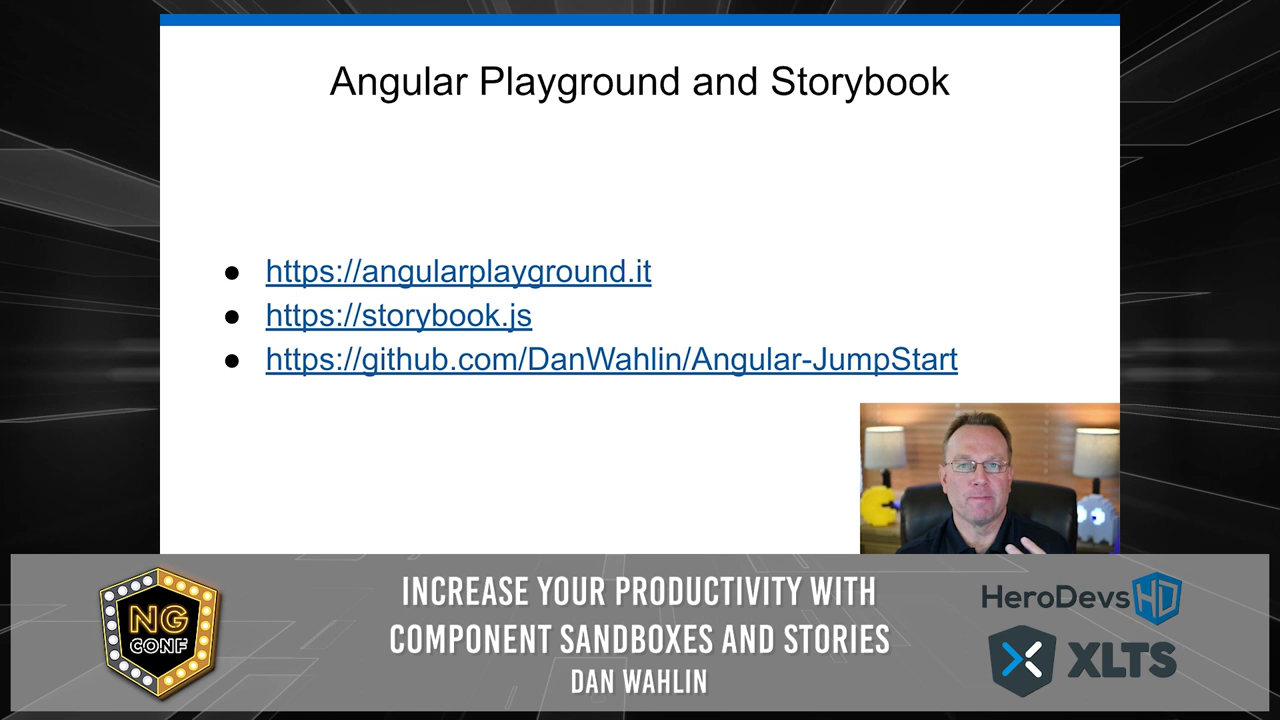 Angular Playground and Storybook
● https://angularplayground.it
● https://storybook.js
● https://github.com/DanWahlin/Angular-JumpStart
NG
CONF
INCREASE YOUR PRODUCTIVITY WITH
COMPONENT SANDBOXES AND STORIES
DAN WAHLIN
HeroDevs HD
XLTS